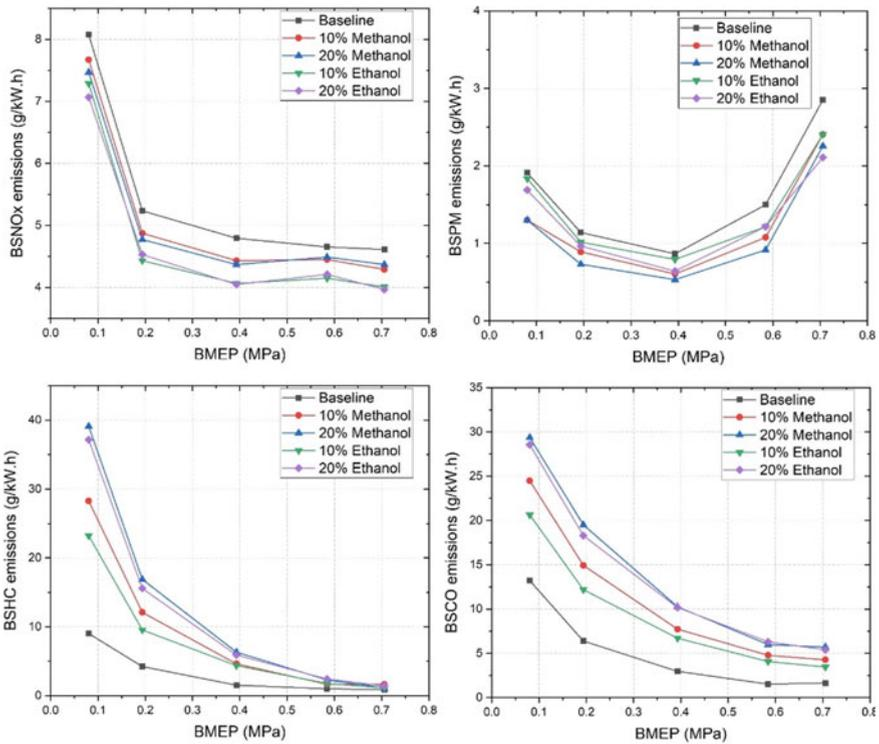 BSNOx emissions (g/kW.h)
8
7
6
5
4
0.0 0.1 0.2 0.3 0.4 0.5 0.6 0.7 0.8
BMEP (MPa)
Baseline
10% Methanol
20% Methanol
10% Ethanol
20% Ethanol
BSPM emissions (g/kW.h)
4
3
2
1
0
0.0 0.1 0.2 0.3 0.4 0.5 0.6 0.7 0.8
BMEP (MPa)
Baseline
10% Methanol
20% Methanol
10% Ethanol
20% Ethanol
BSHC emissions (g/kW.h)
40
30
20
10
0
0.0 0.1 0.2 0.3 0.4 0.5 0.6 0.7 0.8
BMEP (MPa)
Baseline
10% Methanol
20% Methanol
10% Ethanol
20% Ethanol
BSCO emissions (g/kW.h)
35
30
25
20
15
10
5
0
0.0 0.1 0.2 0.3 0.4 0.5 0.6 0.7 0.8
BMEP (MPa)
Baseline
10% Methanol
20% Methanol
10% Ethanol
20% Ethanol